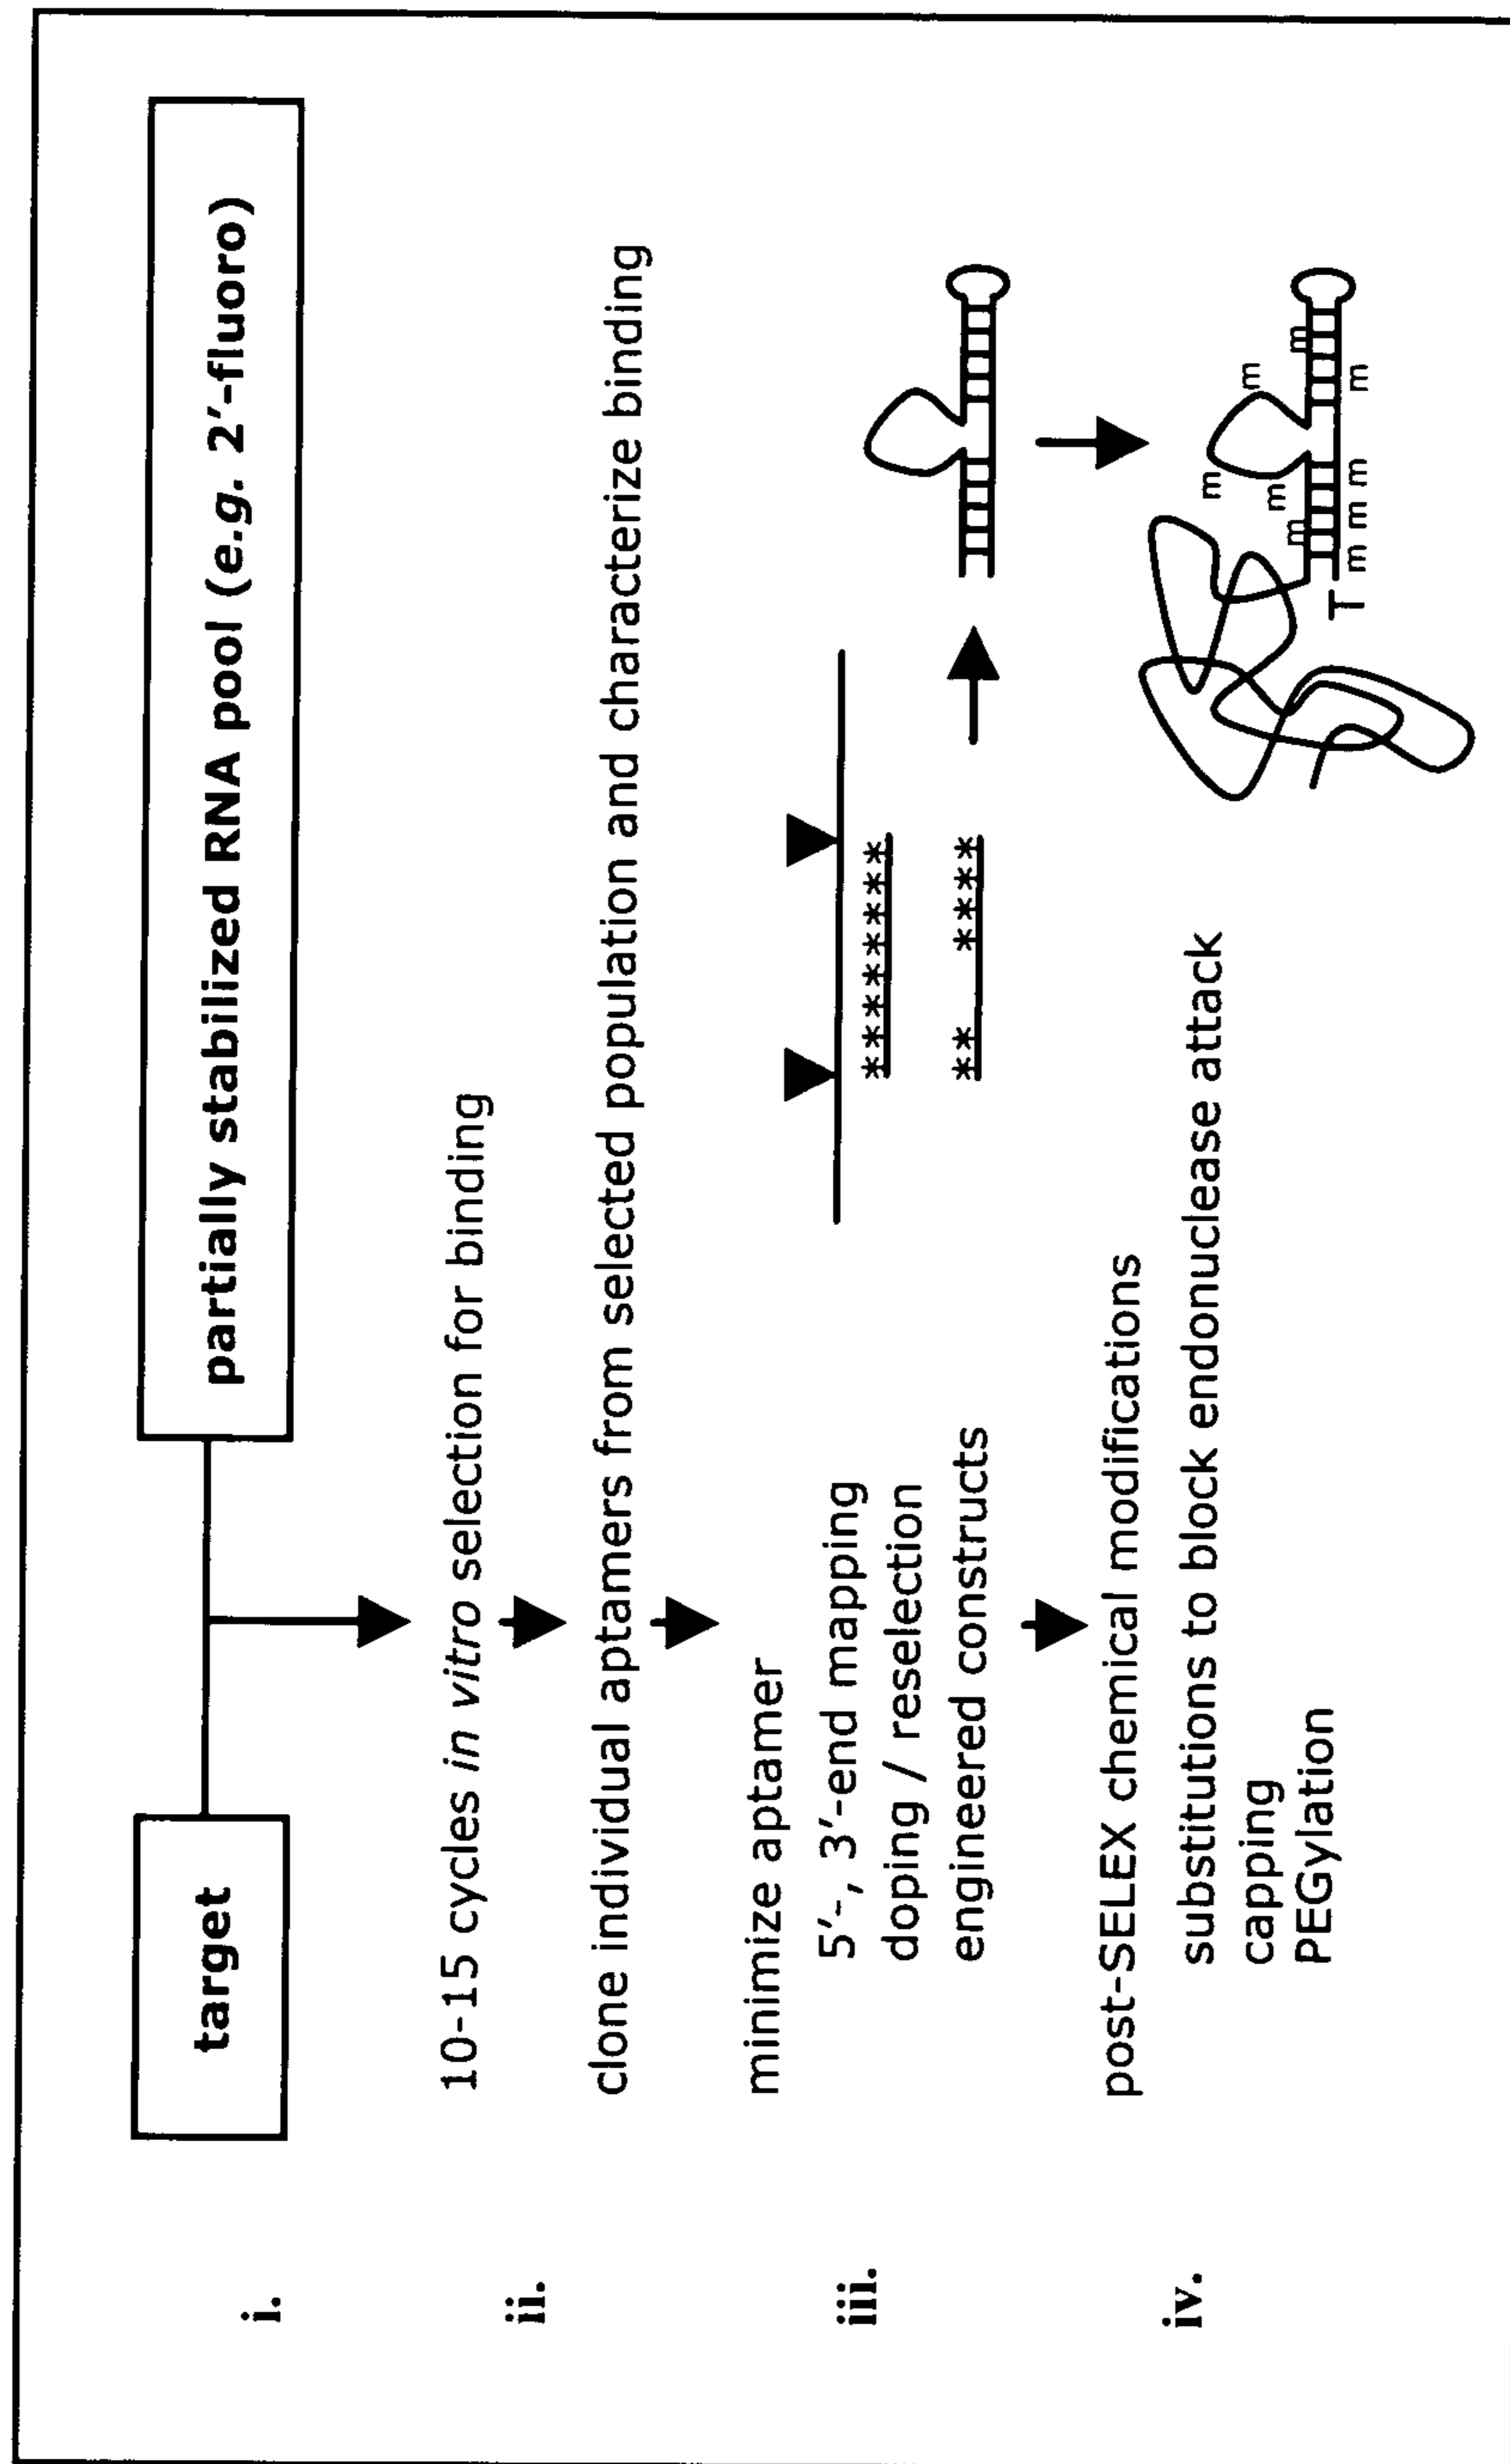 i.
target
partially stabilized RNA pool (e.g. 2′-fluoro)
10-15 cycles in vitro selection for binding
ii.
clone individual aptamers from selected population and characterize binding
minimize aptamer
iii.
5′-, 3′-end mapping
doping / reselection
*********
engineered constructs
** ****
post-SELEX chemical modifications
iv.
substitutions to block endonuclease attack
capping
PEGylation
m
m
m
m
m
T
m m m
m